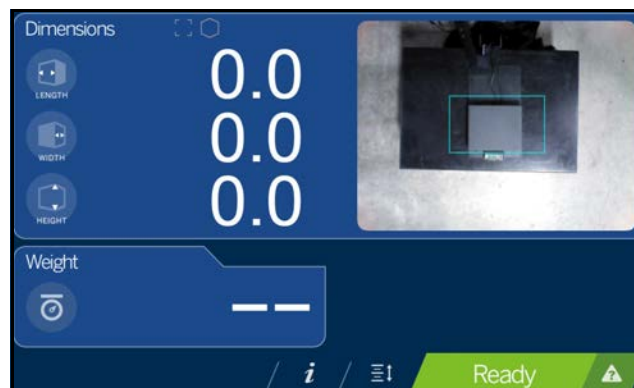 Dimensions
LENGTH
0.0
WIDTH
0.0
HEIGHT
0.0
Weight
--
i
Ready
?